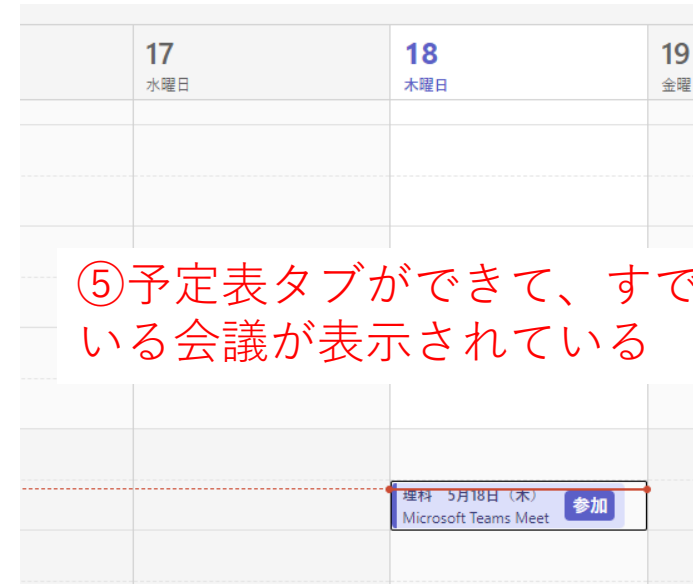 17
水曜日
18
木曜日
19
金曜
⑤予定表タブができて、すで
いる会議が表示されている
理科　5月18日（木）
Microsoft Teams Meet
参加